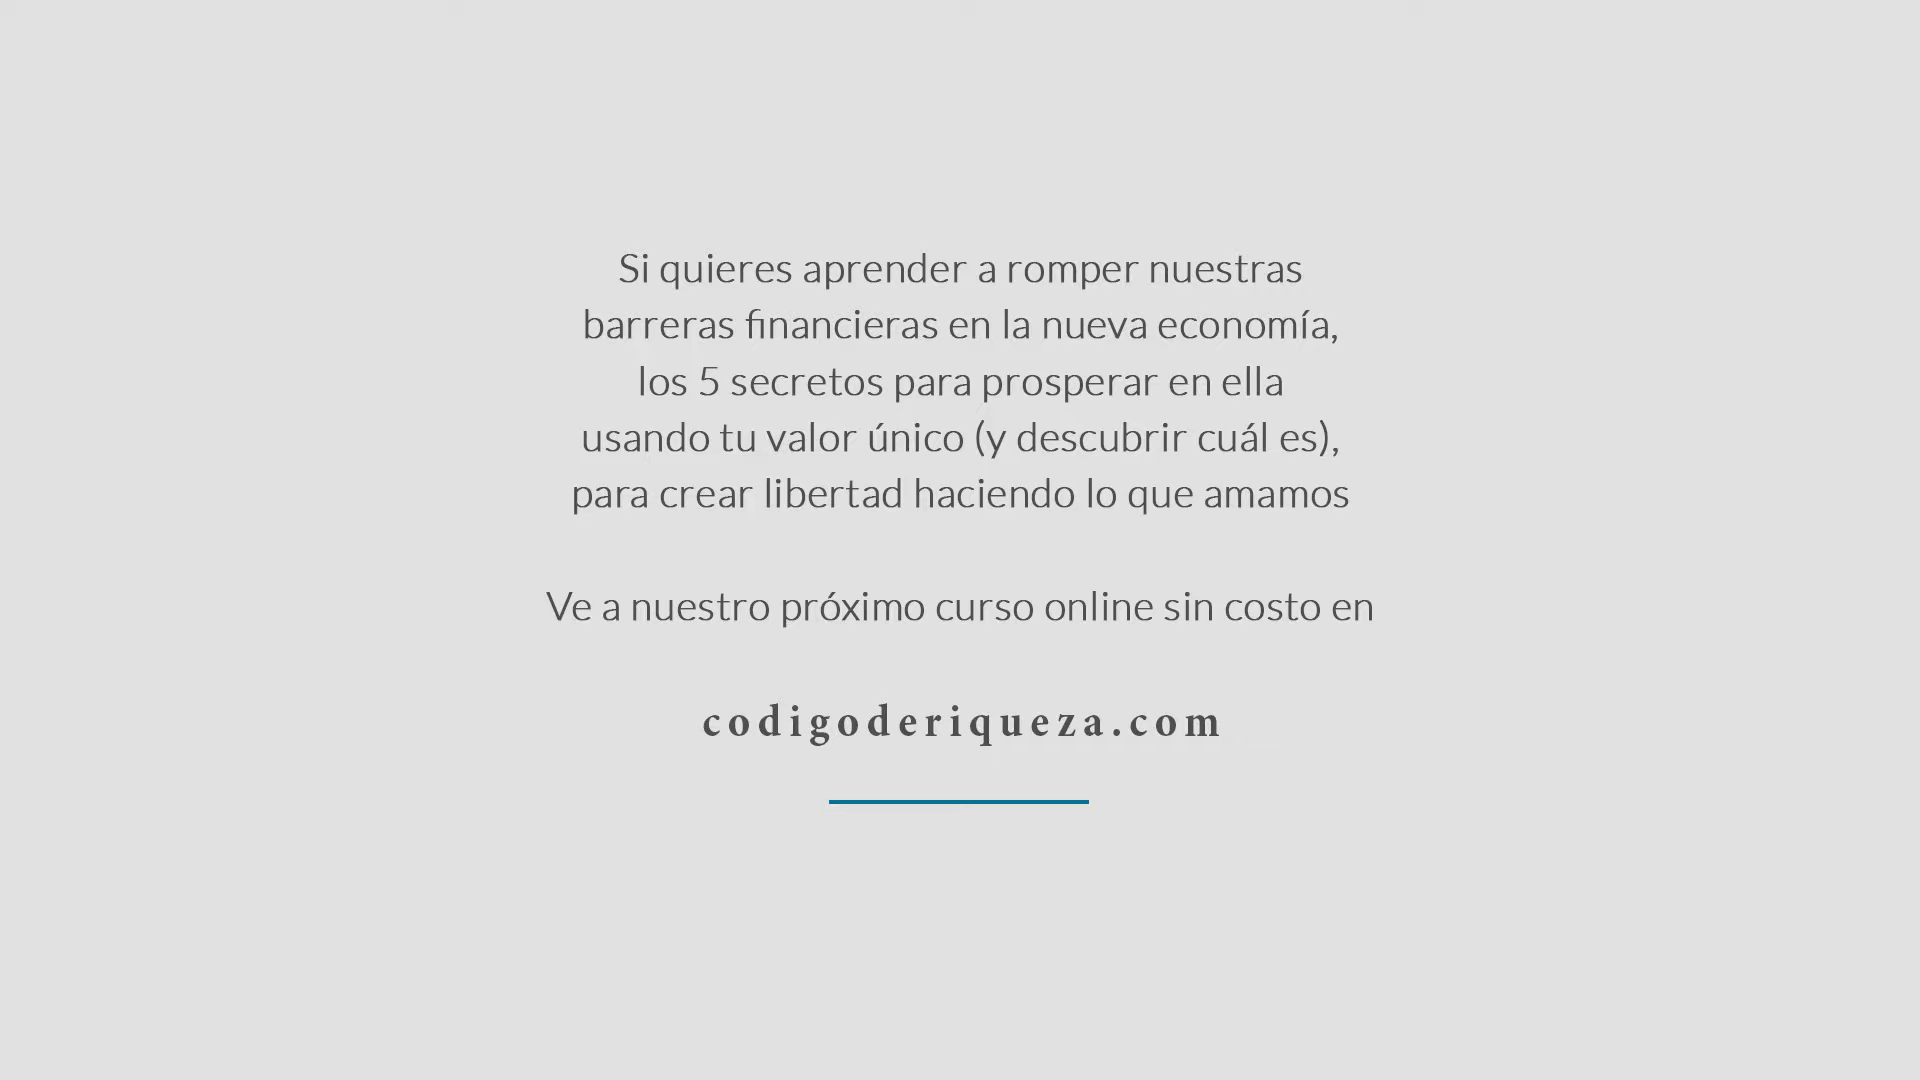 Si quieres aprender a romper nuestras
barreras financieras en la nueva economía,
los 5 secretos para prosperar en ella
usando tu valor único (y descubrir cuál es),
para crear libertad haciendo lo que amamos
Ve a nuestro próximo curso online sin costo en
codigoderiqueza.com